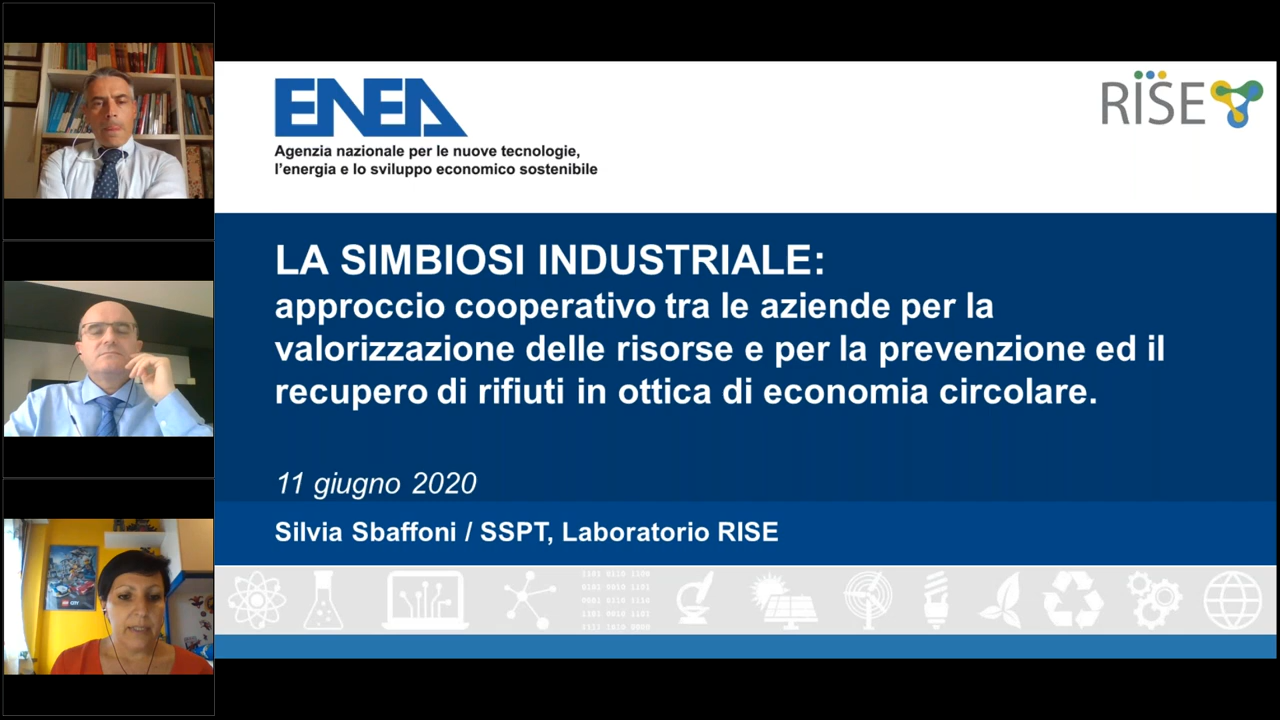 ENEA
Agenzia nazionale per le nuove tecnologie,
l'energia e lo sviluppo economico sostenibile
RISE
LA SIMBIOSI INDUSTRIALE:
approccio cooperativo tra le aziende per la
valorizzazione delle risorse e per la prevenzione ed il
recupero di rifiuti in ottica di economia circolare.
11 giugno 2020
Silvia Sbaffoni / SSPT, Laboratorio RISE